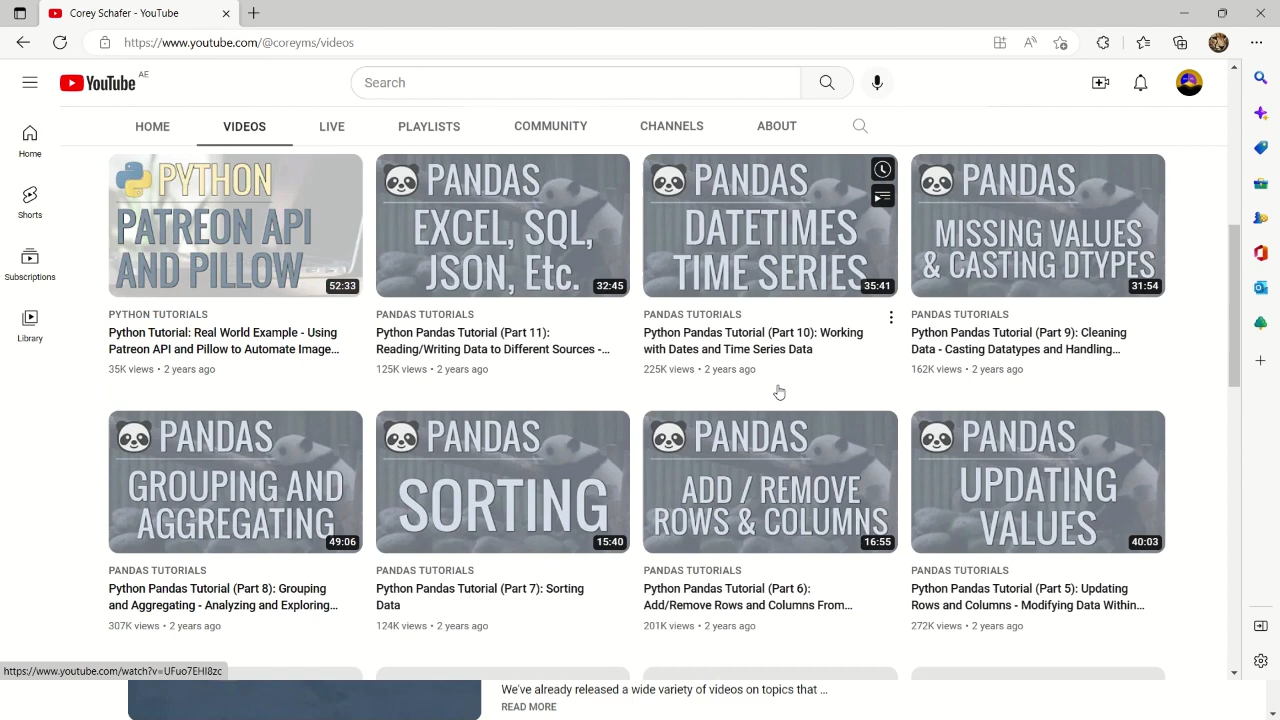 Corey Schafer - YouTube
https://www.youtube.com/@coreyms/videos
YouTube AE
Search
HOME VIDEOS LIVE PLAYLISTS COMMUNITY CHANNELS ABOUT
Home
Shorts
Subscriptions
Library
PYTHON
PATREON API
AND PILLOW
52:33
PYTHON TUTORIALS
Python Tutorial: Real World Example - Using
Patreon API and Pillow to Automate Image...
35K views • 2 years ago
PANDAS
EXCEL, SQL,
JSON, Etc.
32:45
PANDAS TUTORIALS
Python Pandas Tutorial (Part 11):
Reading/Writing Data to Different Sources -...
125K views • 2 years ago
PANDAS
DATETIMES
TIME SERIES
35:41
PANDAS TUTORIALS
Python Pandas Tutorial (Part 10): Working
with Dates and Time Series Data
225K views • 2 years ago
PANDAS
MISSING VALUES
& CASTING DTYPES
31:54
PANDAS TUTORIALS
Python Pandas Tutorial (Part 9): Cleaning
Data - Casting Datatypes and Handling...
162K views • 2 years ago
PANDAS
GROUPING AND
AGGREGATING
49:06
PANDAS TUTORIALS
Python Pandas Tutorial (Part 8): Grouping
and Aggregating - Analyzing and Exploring...
307K views • 2 years ago
PANDAS
SORTING
15:40
PANDAS TUTORIALS
Python Pandas Tutorial (Part 7): Sorting
Data
124K views • 2 years ago
PANDAS
ADD / REMOVE
ROWS & COLUMNS
16:55
PANDAS TUTORIALS
Python Pandas Tutorial (Part 6):
Add/Remove Rows and Columns From...
201K views • 2 years ago
PANDAS
UPDATING
VALUES
40:03
PANDAS TUTORIALS
Python Pandas Tutorial (Part 5): Updating
Rows and Columns - Modifying Data Within...
272K views • 2 years ago
https://www.youtube.com/watch?v=UFuo7EHI8zc
We've already released a wide variety of videos on topics that ...
READ MORE